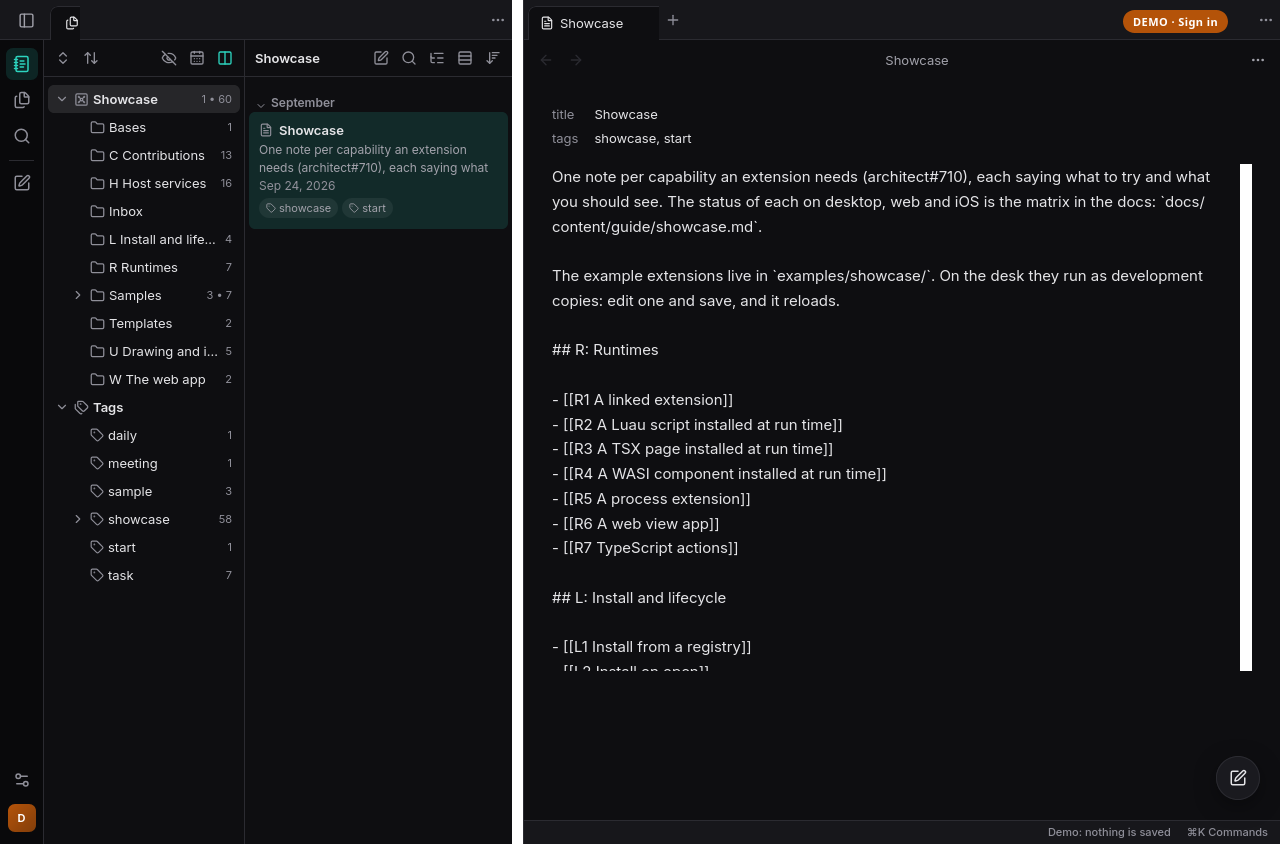 Showcase
DEMO · Sign in
Showcase
Showcase
Showcase 1 • 60
Bases 1
C Contributions 13
H Host services 16
Inbox
L Install and life... 4
R Runtimes 7
Samples 3 • 7
Templates 2
U Drawing and i... 5
W The web app 2
Tags
daily 1
meeting 1
sample 3
showcase 58
start 1
task 7
D
September
Showcase
One note per capability an extension
needs (architect#710), each saying what
Sep 24, 2026
showcase start
title Showcase
tags showcase, start
One note per capability an extension needs (architect#710), each saying what to try and what
you should see. The status of each on desktop, web and iOS is the matrix in the docs: `docs/
content/guide/showcase.md`.
The example extensions live in `examples/showcase/`. On the desk they run as development
copies: edit one and save, and it reloads.
## R: Runtimes
- [[R1 A linked extension]]
- [[R2 A Luau script installed at run time]]
- [[R3 A TSX page installed at run time]]
- [[R4 A WASI component installed at run time]]
- [[R5 A process extension]]
- [[R6 A web view app]]
- [[R7 TypeScript actions]]
## L: Install and lifecycle
- [[L1 Install from a registry]]
- [[L2 Install on open]]
Demo: nothing is saved ⌘K Commands